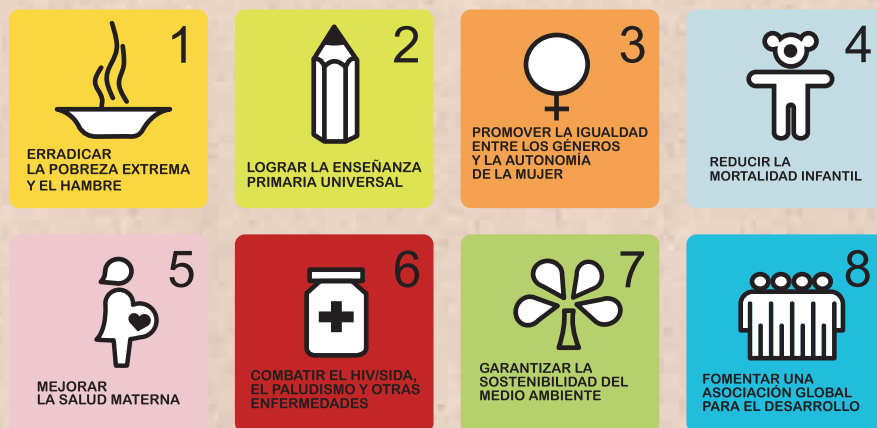 1
ERRADICAR
LA POBREZA EXTREMA
Y EL HAMBRE
2
LOGRAR LA ENSEÑANZA
PRIMARIA UNIVERSAL
3
PROMOVER LA IGUALDAD
ENTRE LOS GÉNEROS
Y LA AUTONOMÍA
DE LA MUJER
4
REDUCIR LA
MORTALIDAD INFANTIL
5
MEJORAR
LA SALUD MATERNA
6
COMBATIR EL HIV/SIDA,
EL PALUDISMO Y OTRAS
ENFERMEDADES
7
GARANTIZAR LA
SOSTENIBILIDAD DEL
MEDIO AMBIENTE
8
FOMENTAR UNA
ASOCIACIÓN GLOBAL
PARA EL DESARROLLO